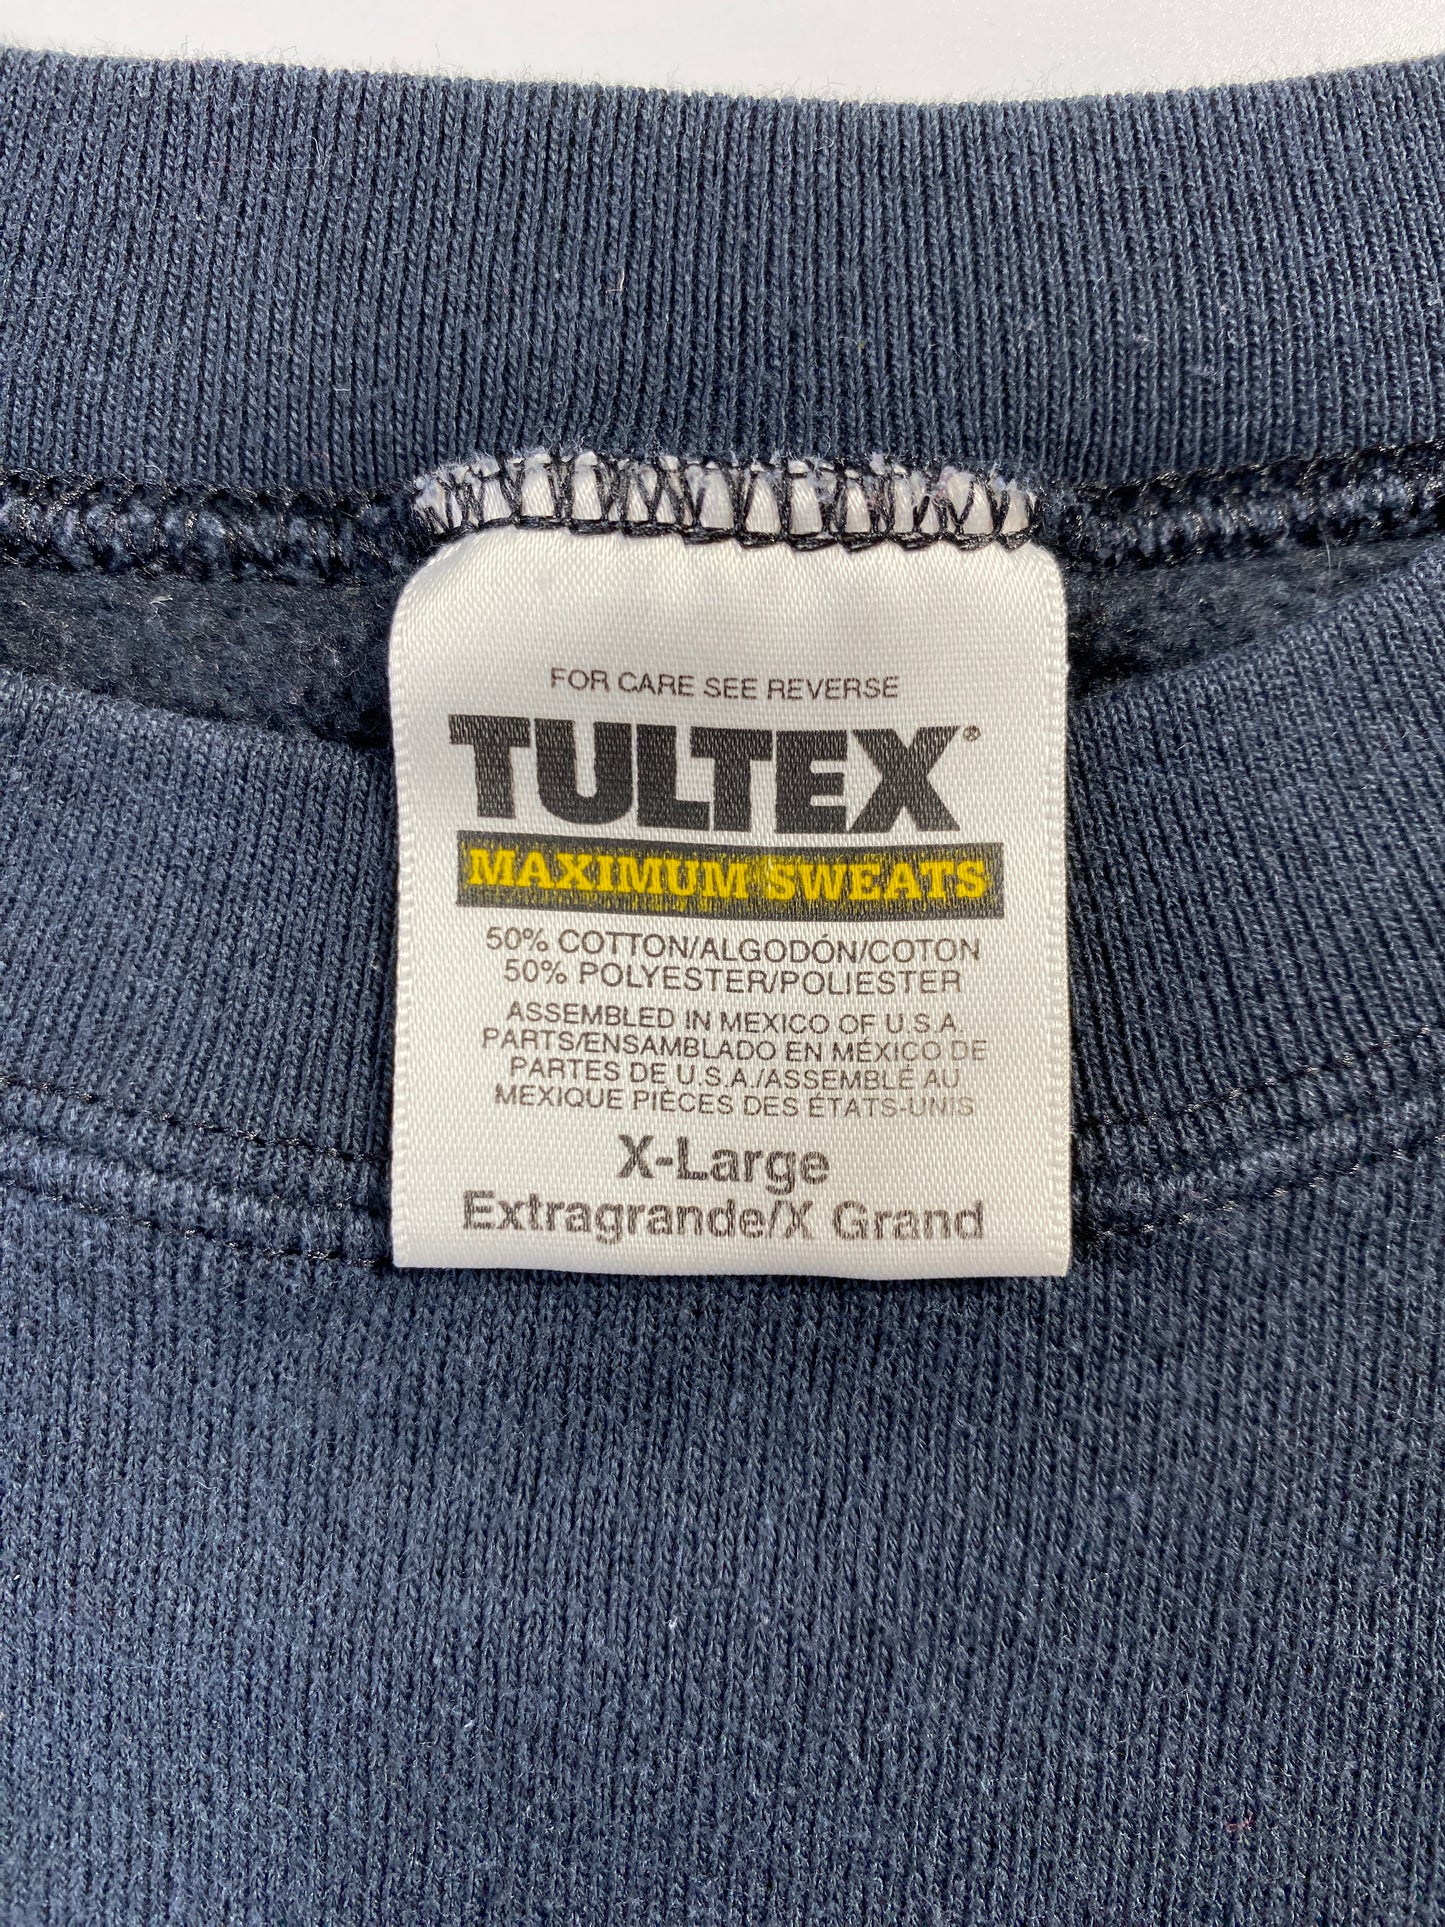 FOR CARE SEE REVERSE
TULTEX®
MAXIMUM SWEATS
50% COTTON/ALGODÓN/COTON
50% POLYESTER/POLIESTER
ASSEMBLED IN MEXICO OF U.S.A.
PARTS/ENSAMBLADO EN MÉXICO DE
PARTES DE U.S.A./ASSEMBLÉ AU
MEXIQUE PIÈCES DES ÉTATS-UNIS
X-Large
Extragrande/X Grand